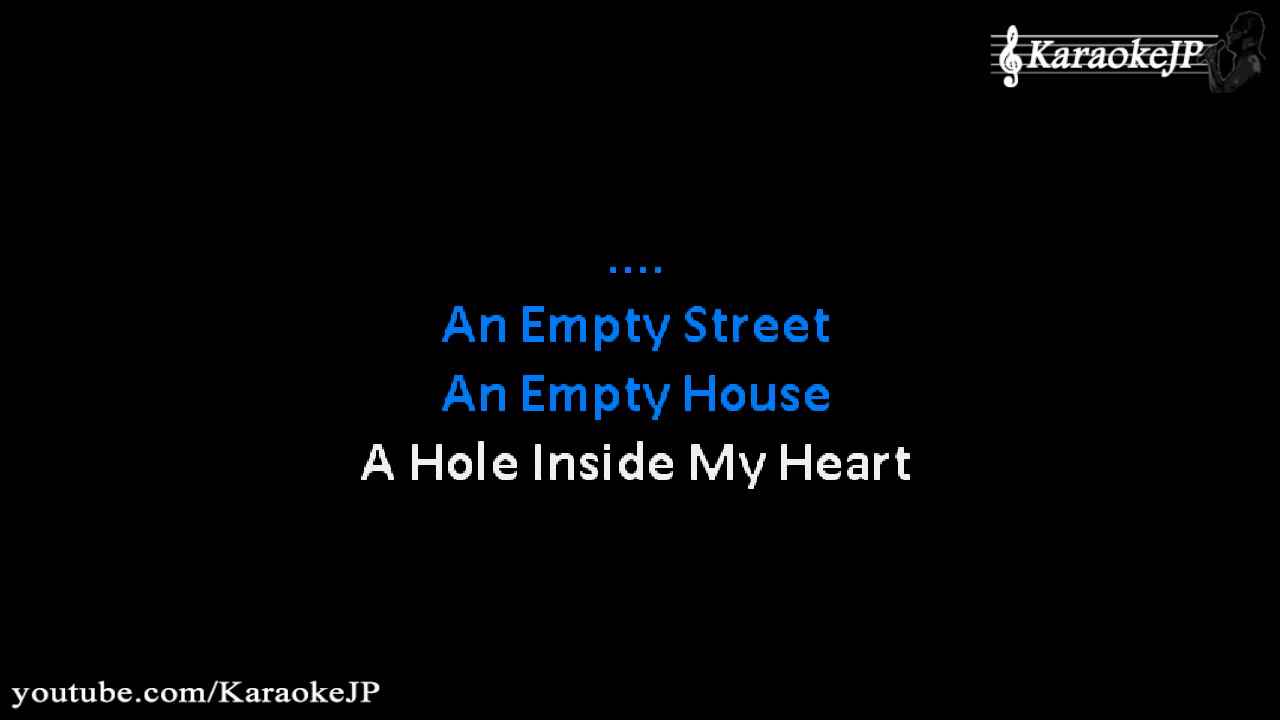 KaraokeJP
....
An Empty Street
An Empty House
A Hole Inside My Heart
youtube.com/KaraokeJP